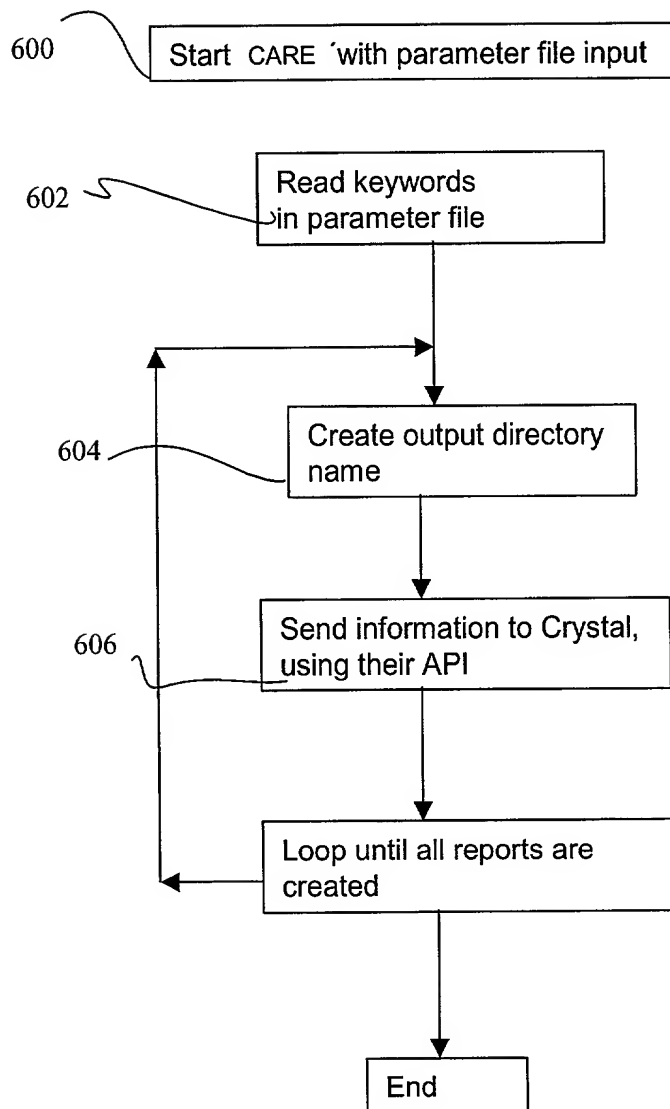 600
Start CARE ´with parameter file input
602
Read keywords
in parameter file
604
Create output directory
name
606
Send information to Crystal,
using their API
Loop until all reports are
created
End